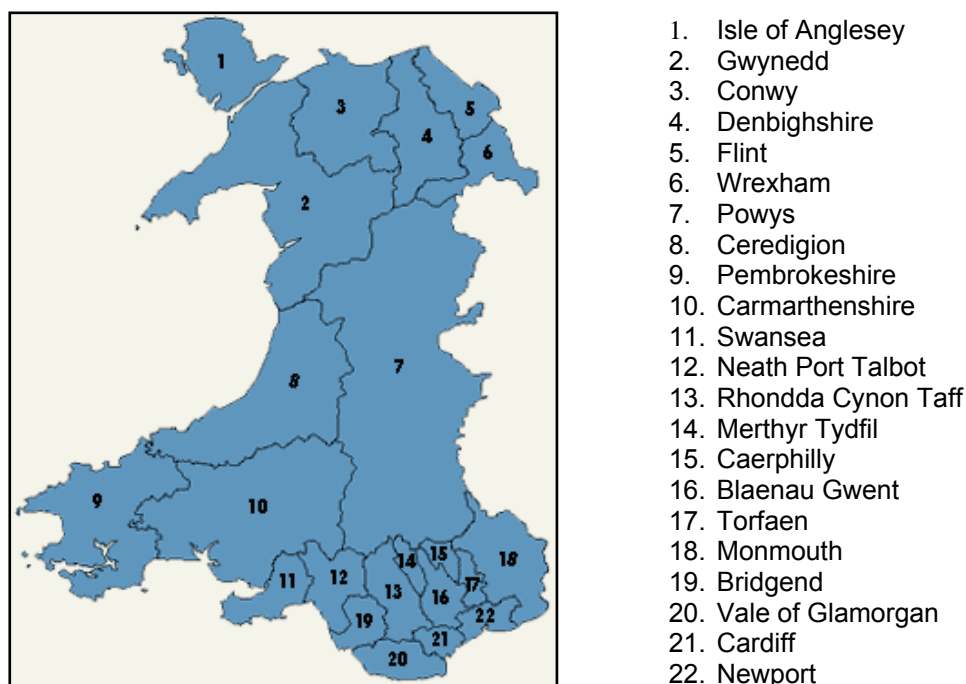 1
2
3
4
5
6
7
8
9
10
11
12
13
14
15
16
17
18
19
20
21
22
1. Isle of Anglesey
2. Gwynedd
3. Conwy
4. Denbighshire
5. Flint
6. Wrexham
7. Powys
8. Ceredigion
9. Pembrokeshire
10. Carmarthenshire
11. Swansea
12. Neath Port Talbot
13. Rhondda Cynon Taff
14. Merthyr Tydfil
15. Caerphilly
16. Blaenau Gwent
17. Torfaen
18. Monmouth
19. Bridgend
20. Vale of Glamorgan
21. Cardiff
22. Newport